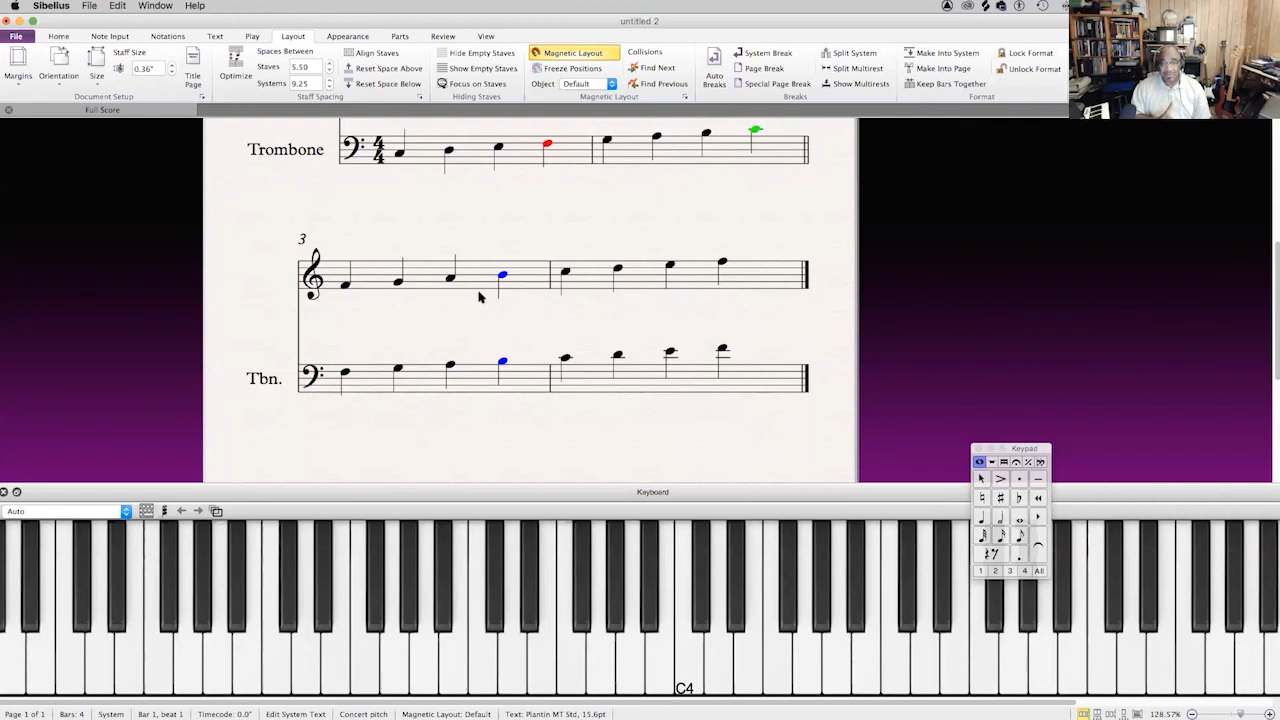 Sibelius File Edit Window Help
untitled 2
File Home Note Input Notations Text Play Layout Appearance Parts Review View
Margins
Orientation
Size
Staff Size
0.36"
Title
Page
Document Setup
Optimize
Spaces Between
Staves 5.50
Systems 9.25
Align Staves
Reset Space Above
Reset Space Below
Staff Spacing
Hide Empty Staves
Show Empty Staves
Focus on Staves
Hiding Staves
Magnetic Layout
Freeze Positions
Object Default
Collisions
Find Next
Find Previous
Magnetic Layout
Auto
Breaks
System Break
Page Break
Special Page Break
Split System
Split Multirest
Show Multirests
Breaks
Make Into System
Make Into Page
Keep Bars Together
Lock Format
Unlock Format
Format
Full Score
Trombone
4
4
3
Tbn.
Keypad
1 2 3 4 All
Keyboard
Auto
C4
Page 1 of 1 Bars: 4 System Bar 1, beat 1 Timecode: 0.0" Edit System Text Concert pitch Magnetic Layout: Default Text: Plantin MT Std, 15.6pt 128.57%